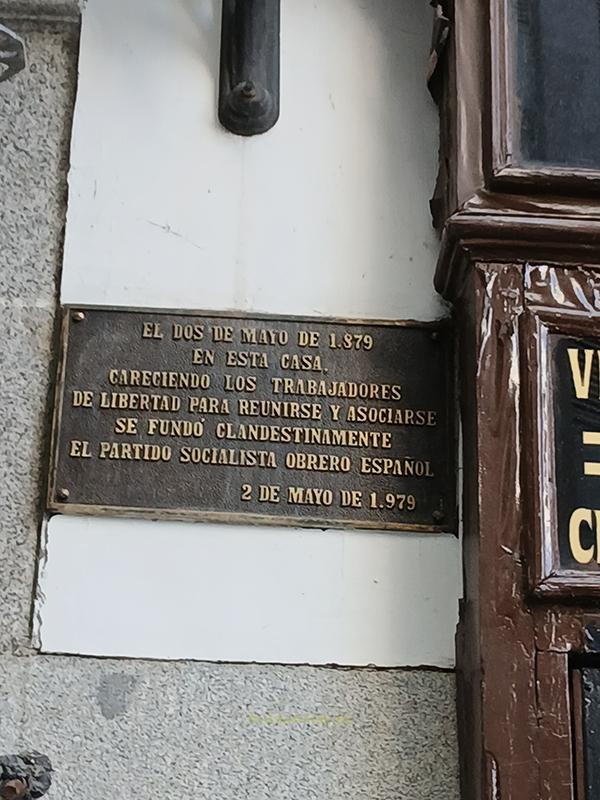 EL DOS DE MAYO DE 1.879
EN ESTA CASA,
CARECIENDO LOS TRABAJADORES
DE LIBERTAD PARA REUNIRSE Y ASOCIARSE
SE FUNDÓ CLANDESTINAMENTE
EL PARTIDO SOCIALISTA OBRERO ESPAÑOL
2 DE MAYO DE 1.979